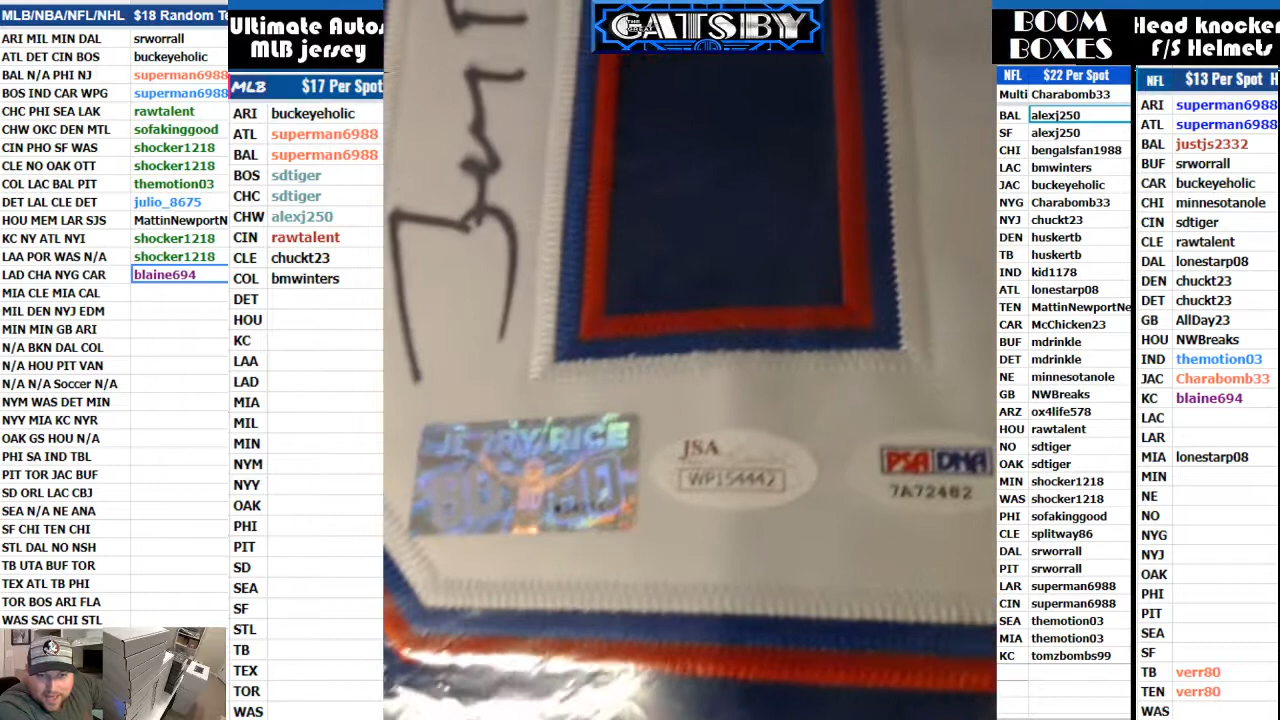 MLB/NBA/NFL/NHL $18 Random Te
ARI MIL MIN DAL srworrall
ATL DET CIN BOS buckeyeholic
BAL N/A PHI NJ superman6988
BOS IND CAR WPG superman6988
CHC PHI SEA LAK rawtalent
CHW OKC DEN MTL sofakinggood
CIN PHO SF WAS shocker1218
CLE NO OAK OTT shocker1218
COL LAC BAL PIT themotion03
DET LAL CLE DET julio_8675
HOU MEM LAR SJS MattinNewportN
KC NY ATL NYI shocker1218
LAA POR WAS N/A shocker1218
LAD CHA NYG CAR blaine694
MIA CLE MIA CAL
MIL DEN NYJ EDM
MIN MIN GB ARI
N/A BKN DAL COL
N/A HOU PIT VAN
N/A N/A Soccer N/A
NYM WAS DET MIN
NYY MIA KC NYR
OAK GS HOU N/A
PHI SA IND TBL
PIT TOR JAC BUF
SD ORL LAC CBJ
SEA N/A NE ANA
SF CHI TEN CHI
STL DAL NO NSH
TB UTA BUF TOR
TEX ATL TB PHI
TOR BOS ARI FLA
WAS SAC CHI STL
Ultimate Autos
MLB jersey
MLB $17 Per Spot
ARI buckeyeholic
ATL superman6988
BAL superman6988
BOS sdtiger
CHC sdtiger
CHW alexj250
CIN rawtalent
CLE chuckt23
COL bmwinters
DET
HOU
KC
LAA
LAD
MIA
MIL
MIN
NYM
NYY
OAK
PHI
PIT
SD
SEA
SF
STL
TB
TEX
TOR
WAS
THE GREAT
GATSBY
JERRY RICE
JSA
WP154442
PSA DNA
7A72482
BOOM
BOXES
NFL $22 Per Spot
Multi Charabomb33
BAL alexj250
SF alexj250
CHI bengalsfan1988
LAC bmwinters
JAC buckeyeholic
NYG Charabomb33
NYJ chuckt23
DEN huskertb
TB huskertb
IND kid1178
ATL lonestarp08
TEN MattinNewportNe
CAR McChicken23
BUF mdrinkle
DET mdrinkle
NE minnesotanole
GB NWBreaks
ARZ ox4life578
HOU rawtalent
NO sdtiger
OAK sdtiger
MIN shocker1218
WAS shocker1218
PHI sofakinggood
CLE splitway86
DAL srworrall
PIT srworrall
LAR superman6988
CIN superman6988
SEA themotion03
MIA themotion03
KC tomzbombs99
Head knocker
F/S Helmets
NFL $13 Per Spot H
ARI superman6988
ATL superman6988
BAL justjs2332
BUF srworrall
CAR buckeyeholic
CHI minnesotanole
CIN sdtiger
CLE rawtalent
DAL lonestarp08
DEN chuckt23
DET chuckt23
GB AllDay23
HOU NWBreaks
IND themotion03
JAC Charabomb33
KC blaine694
LAC
LAR
MIA lonestarp08
MIN
NE
NO
NYG
NYJ
OAK
PHI
PIT
SEA
SF
TB verr80
TEN verr80
WAS